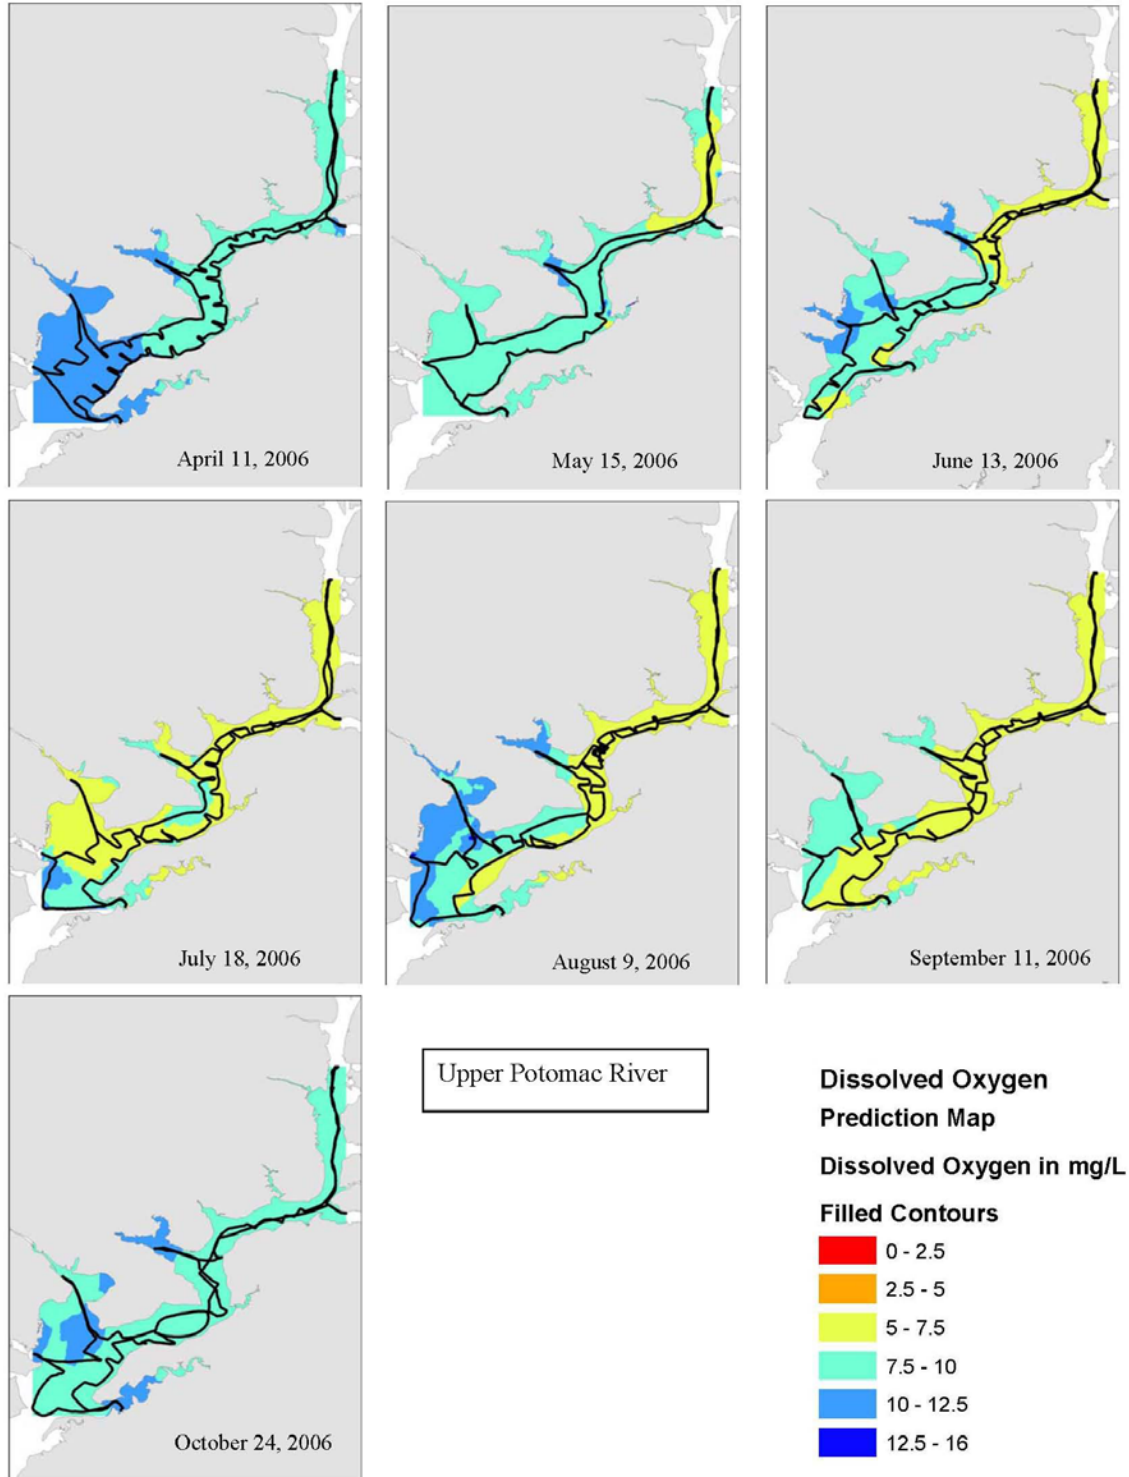 April 11, 2006
May 15, 2006
June 13, 2006
July 18, 2006
August 9, 2006
September 11, 2006
October 24, 2006
Upper Potomac River
Dissolved Oxygen
Prediction Map
Dissolved Oxygen in mg/L
Filled Contours
0 - 2.5
2.5 - 5
5 - 7.5
7.5 - 10
10 - 12.5
12.5 - 16